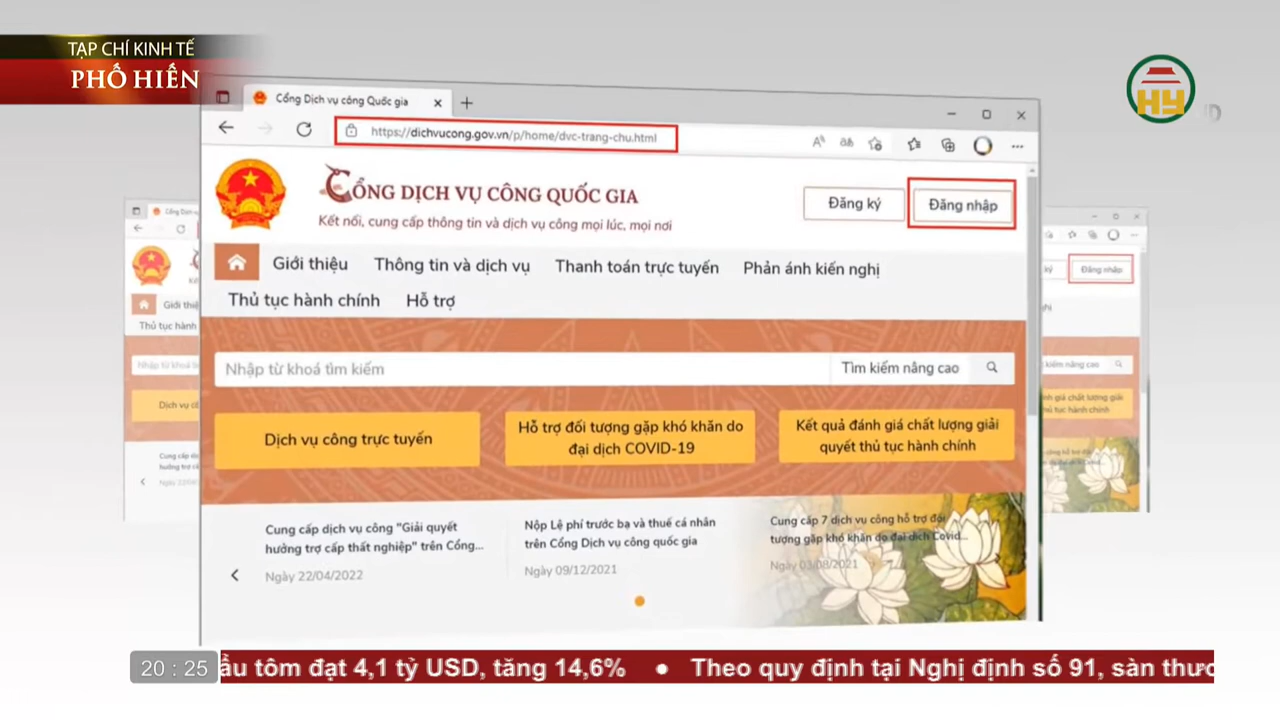 TẠP CHÍ KINH TẾ
PHỐ HIẾN
HY
Cổng Dịch vụ công Quốc gia
https://dichvucong.gov.vn/p/home/dvc-trang-chu.html
CỔNG DỊCH VỤ CÔNG QUỐC GIA
Kết nối, cung cấp thông tin và dịch vụ công mọi lúc, mọi nơi
Đăng ký
Đăng nhập
Giới thiệu
Thông tin và dịch vụ
Thanh toán trực tuyến
Phản ánh kiến nghị
Thủ tục hành chính
Hỗ trợ
Nhập từ khoá tìm kiếm
Tìm kiếm nâng cao
Dịch vụ công trực tuyến
Hỗ trợ đối tượng gặp khó khăn do
đại dịch COVID-19
Kết quả đánh giá chất lượng giải
quyết thủ tục hành chính
Cung cấp dịch vụ công "Giải quyết
hưởng trợ cấp thất nghiệp" trên Cổng...
Ngày 22/04/2022
Nộp Lệ phí trước bạ và thuế cá nhân
trên Cổng Dịch vụ công quốc gia
Ngày 09/12/2021
Cung cấp 7 dịch vụ công hỗ trợ đối
tượng gặp khó khăn do đại dịch Covid...
Ngày 03/08/2021
Đăng nhập
20 : 25
ầu tôm đạt 4,1 tỷ USD, tăng 14,6% ● Theo quy định tại Nghị định số 91, sàn thươ